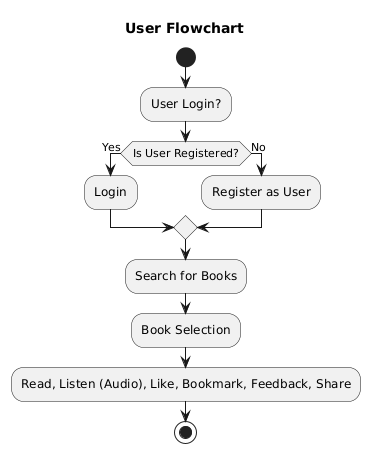 User Flowchart
User Login?
Is User Registered?
Yes
No
Login
Register as User
Search for Books
Book Selection
Read, Listen (Audio), Like, Bookmark, Feedback, Share